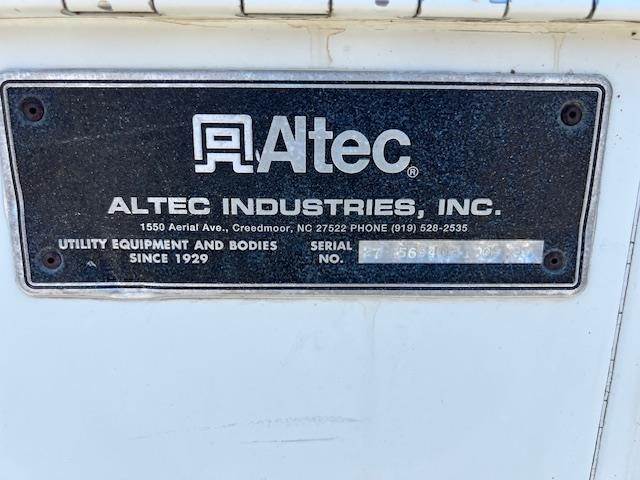 Altec®
ALTEC INDUSTRIES, INC.
1550 Aerial Ave., Creedmoor, NC 27522 PHONE (919) 528-2535
UTILITY EQUIPMENT AND BODIES
SINCE 1929
SERIAL
NO.